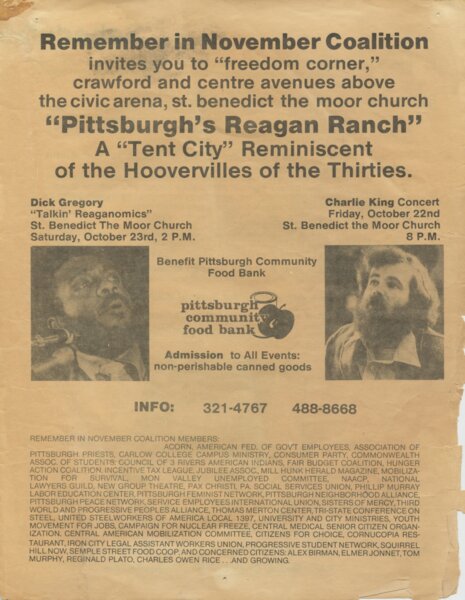 Remember in November Coalition
invites you to “freedom corner,”
crawford and centre avenues above
the civic arena, st. benedict the moor church
“Pittsburgh's Reagan Ranch”
A “Tent City” Reminiscent
of the Hoovervilles of the Thirties.
Dick Gregory
“Talkin' Reaganomics”
St. Benedict The Moor Church
Saturday, October 23rd, 2 P.M.
Charlie King Concert
Friday, October 22nd
St. Benedict the Moor Church
8 P.M.
Benefit Pittsburgh Community
Food Bank
pittsburgh
community
food bank
Admission to All Events:
non-perishable canned goods
INFO: 321-4767 488-8668
REMEMBER IN NOVEMBER COALITION MEMBERS:
ACORN, AMERICAN FED. OF GOVT EMPLOYEES, ASSOCIATION OF
PITTSBURGH PRIESTS, CARLOW COLLEGE CAMPUS MINISTRY, CONSUMER PARTY, COMMONWEALTH
ASSOC. OF STUDENTS, COUNCIL OF 3 RIVERS AMERICAN INDIANS, FAIR BUDGET COALITION, HUNGER
ACTION COALITION, INCENTIVE TAX LEAGUE, JUBILEE ASSOC., MILL HUNK HERALD MAGAZINE, MOBILIZA-
TION FOR SURVIVAL, MON VALLEY UNEMPLOYED COMMITTEE, NAACP, NATIONAL
LAWYERS GUILD, NEW GROUP THEATRE, PAX CHRIST, PA. SOCIAL SERVICES UNION, PHILLIP MURRAY
LABOR EDUCATION CENTER, PITTSBURGH FEMINIST NETWORK, PITTSBURGH NEIGHBORHOOD ALLIANCE,
PITTSBURGH PEACE NETWORK, SERVICE EMPLOYEES INTERNATIONAL UNION, SISTERS OF MERCY, THIRD
WORLD AND PROGRESSIVE PEOPLES ALLIANCE, THOMAS MERTON CENTER, TRI-STATE CONFERENCE ON
STEEL, UNITED STEELWORKERS OF AMERICA LOCAL 1397, UNIVERSITY AND CITY MINISTRIES, YOUTH
MOVEMENT FOR JOBS, CAMPAIGN FOR NUCLEAR FREEZE, CENTRAL MEDICAL SENIOR CITIZEN ORGAN-
IZATION, CENTRAL AMERICAN MOBILIZATION COMMITTEE, CITIZENS FOR CHOICE, CORNUCOPIA RES-
TAURANT, IRON CITY LEGAL ASSISTANT WORKERS UNION, PROGRESSIVE STUDENT NETWORK, SQUIRREL
HILL NOW, SEMPLE STREET FOOD COOP, AND CONCERNED CITIZENS: ALEX BIRMAN, ELMER JONNET, TOM
MURPHY, REGINALD PLATO, CHARLES OWEN RICE . . . AND GROWING.